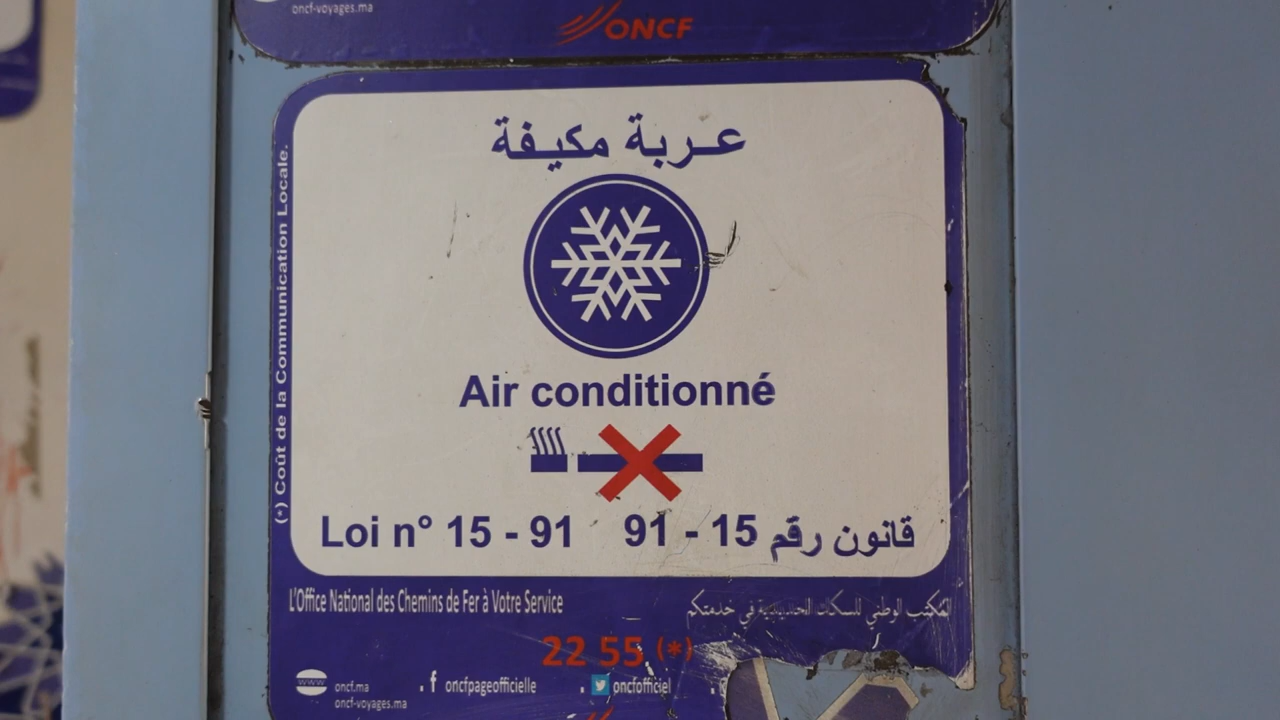 oncf-voyages.ma
ONCF
عربة مكيفة
(*) Coût de la Communication Locale.
Air conditionné
Loi n° 15 - 91
قانون رقم 15 - 91
L'Office National des Chemins de Fer à Votre Service
المكتب الوطني للسكك الحديدية في خدمتكم
22 55 (*)
oncf.ma
oncf-voyages.ma
. f oncfpageofficielle
. oncfofficiel